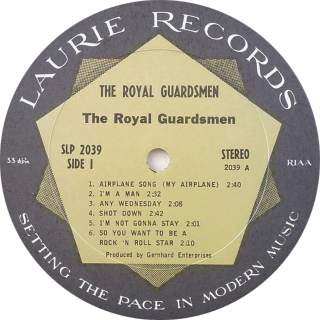 LAURIE RECORDS
THE ROYAL GUARDSMEN
The Royal Guardsmen
SLP 2039
SIDE I
STEREO
2039 A
33 ⅓
RIAA
1. AIRPLANE SONG (MY AIRPLANE) 2:40
2. I'M A MAN 2:32
3. ANY WEDNESDAY 2:08
4. SHOT DOWN 2:42
5. I'M NOT GONNA STAY 2:01
6. SO YOU WANT TO BE A
ROCK 'N ROLL STAR 2:10
Produced by Gernhard Enterprises
SETTING THE PACE IN MODERN MUSIC